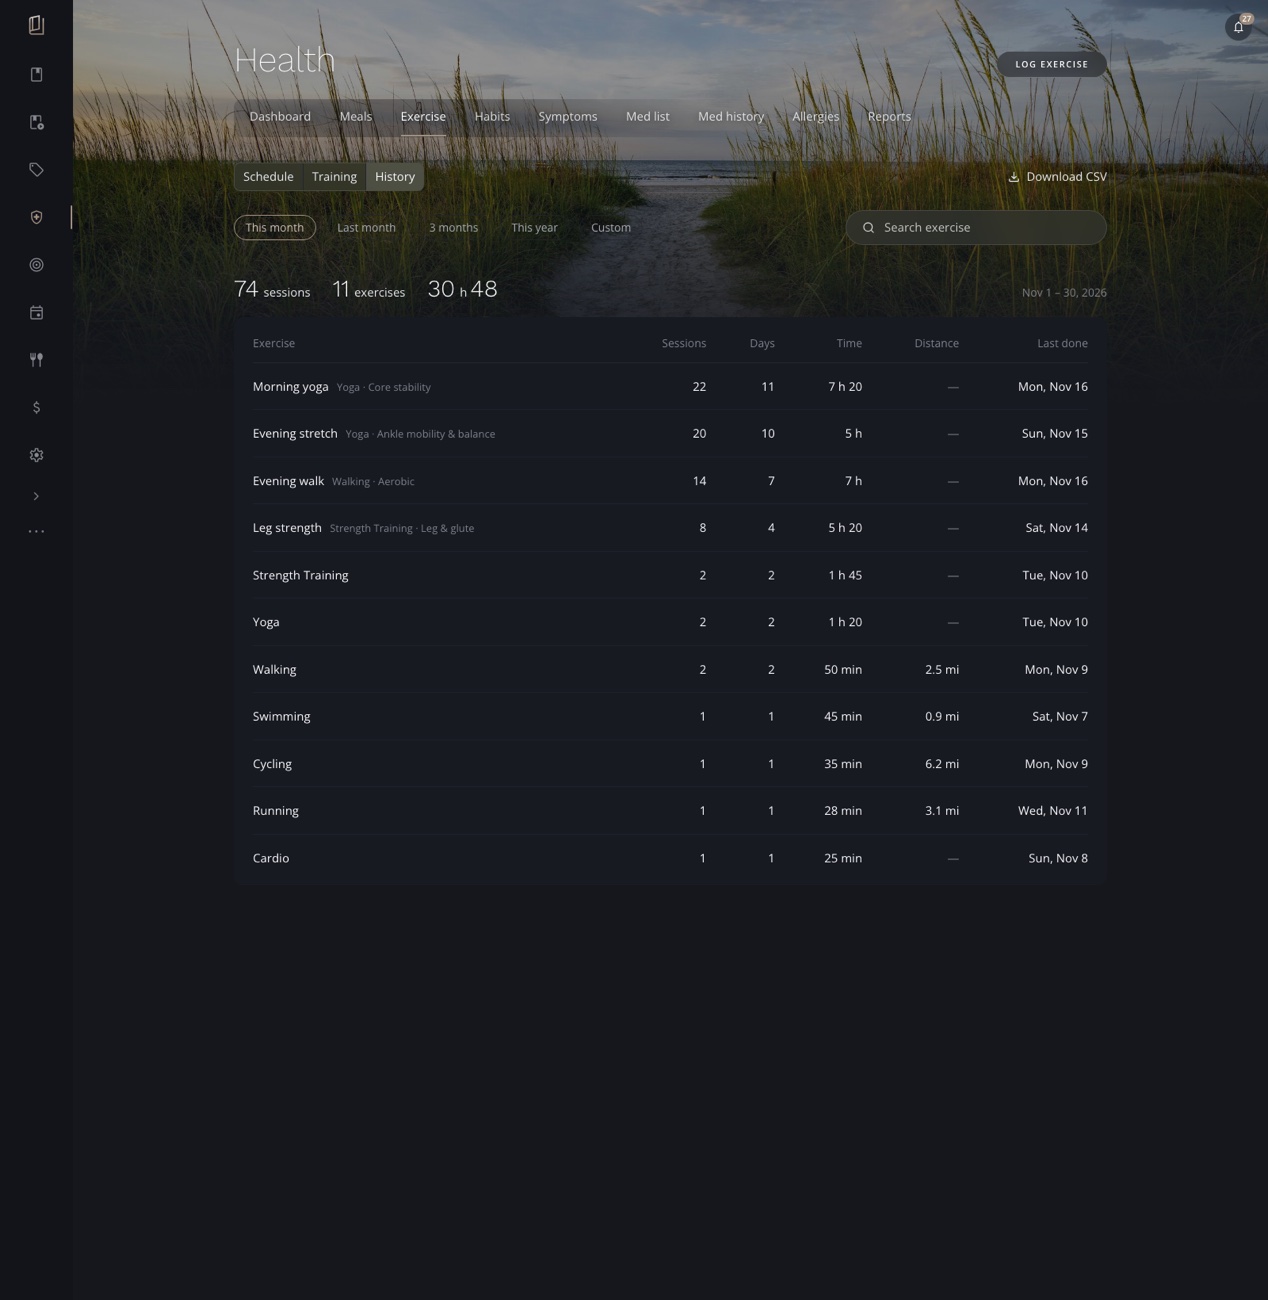 27
Health
LOG EXERCISE
Dashboard Meals Exercise Habits Symptoms Med list Med history Allergies Reports
Schedule Training History Download CSV
This month Last month 3 months This year Custom Search exercise
74 sessions 11 exercises 30 h 48 Nov 1 – 30, 2026
Exercise Sessions Days Time Distance Last done
Morning yoga Yoga · Core stability 22 11 7 h 20 — Mon, Nov 16
Evening stretch Yoga · Ankle mobility & balance 20 10 5 h — Sun, Nov 15
Evening walk Walking · Aerobic 14 7 7 h — Mon, Nov 16
Leg strength Strength Training · Leg & glute 8 4 5 h 20 — Sat, Nov 14
Strength Training 2 2 1 h 45 — Tue, Nov 10
Yoga 2 2 1 h 20 — Tue, Nov 10
Walking 2 2 50 min 2.5 mi Mon, Nov 9
Swimming 1 1 45 min 0.9 mi Sat, Nov 7
Cycling 1 1 35 min 6.2 mi Mon, Nov 9
Running 1 1 28 min 3.1 mi Wed, Nov 11
Cardio 1 1 25 min — Sun, Nov 8